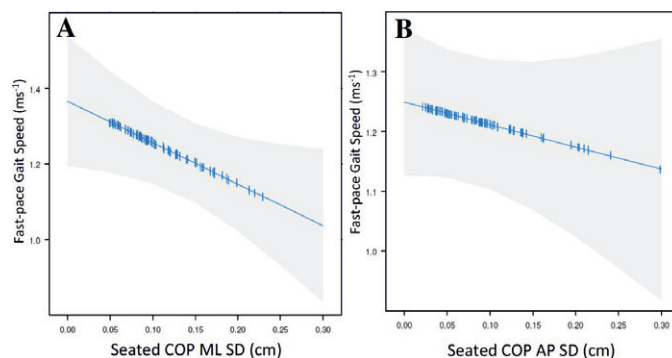 A
Fast-pace Gait Speed (ms⁻¹)
1.4
1.2
1.0
0.00 0.05 0.10 0.15 0.20 0.25 0.30
Seated COP ML SD (cm)
B
Fast-pace Gait Speed (ms⁻¹)
1.3
1.2
1.1
1.0
0.00 0.05 0.10 0.15 0.20 0.25 0.30
Seated COP AP SD (cm)